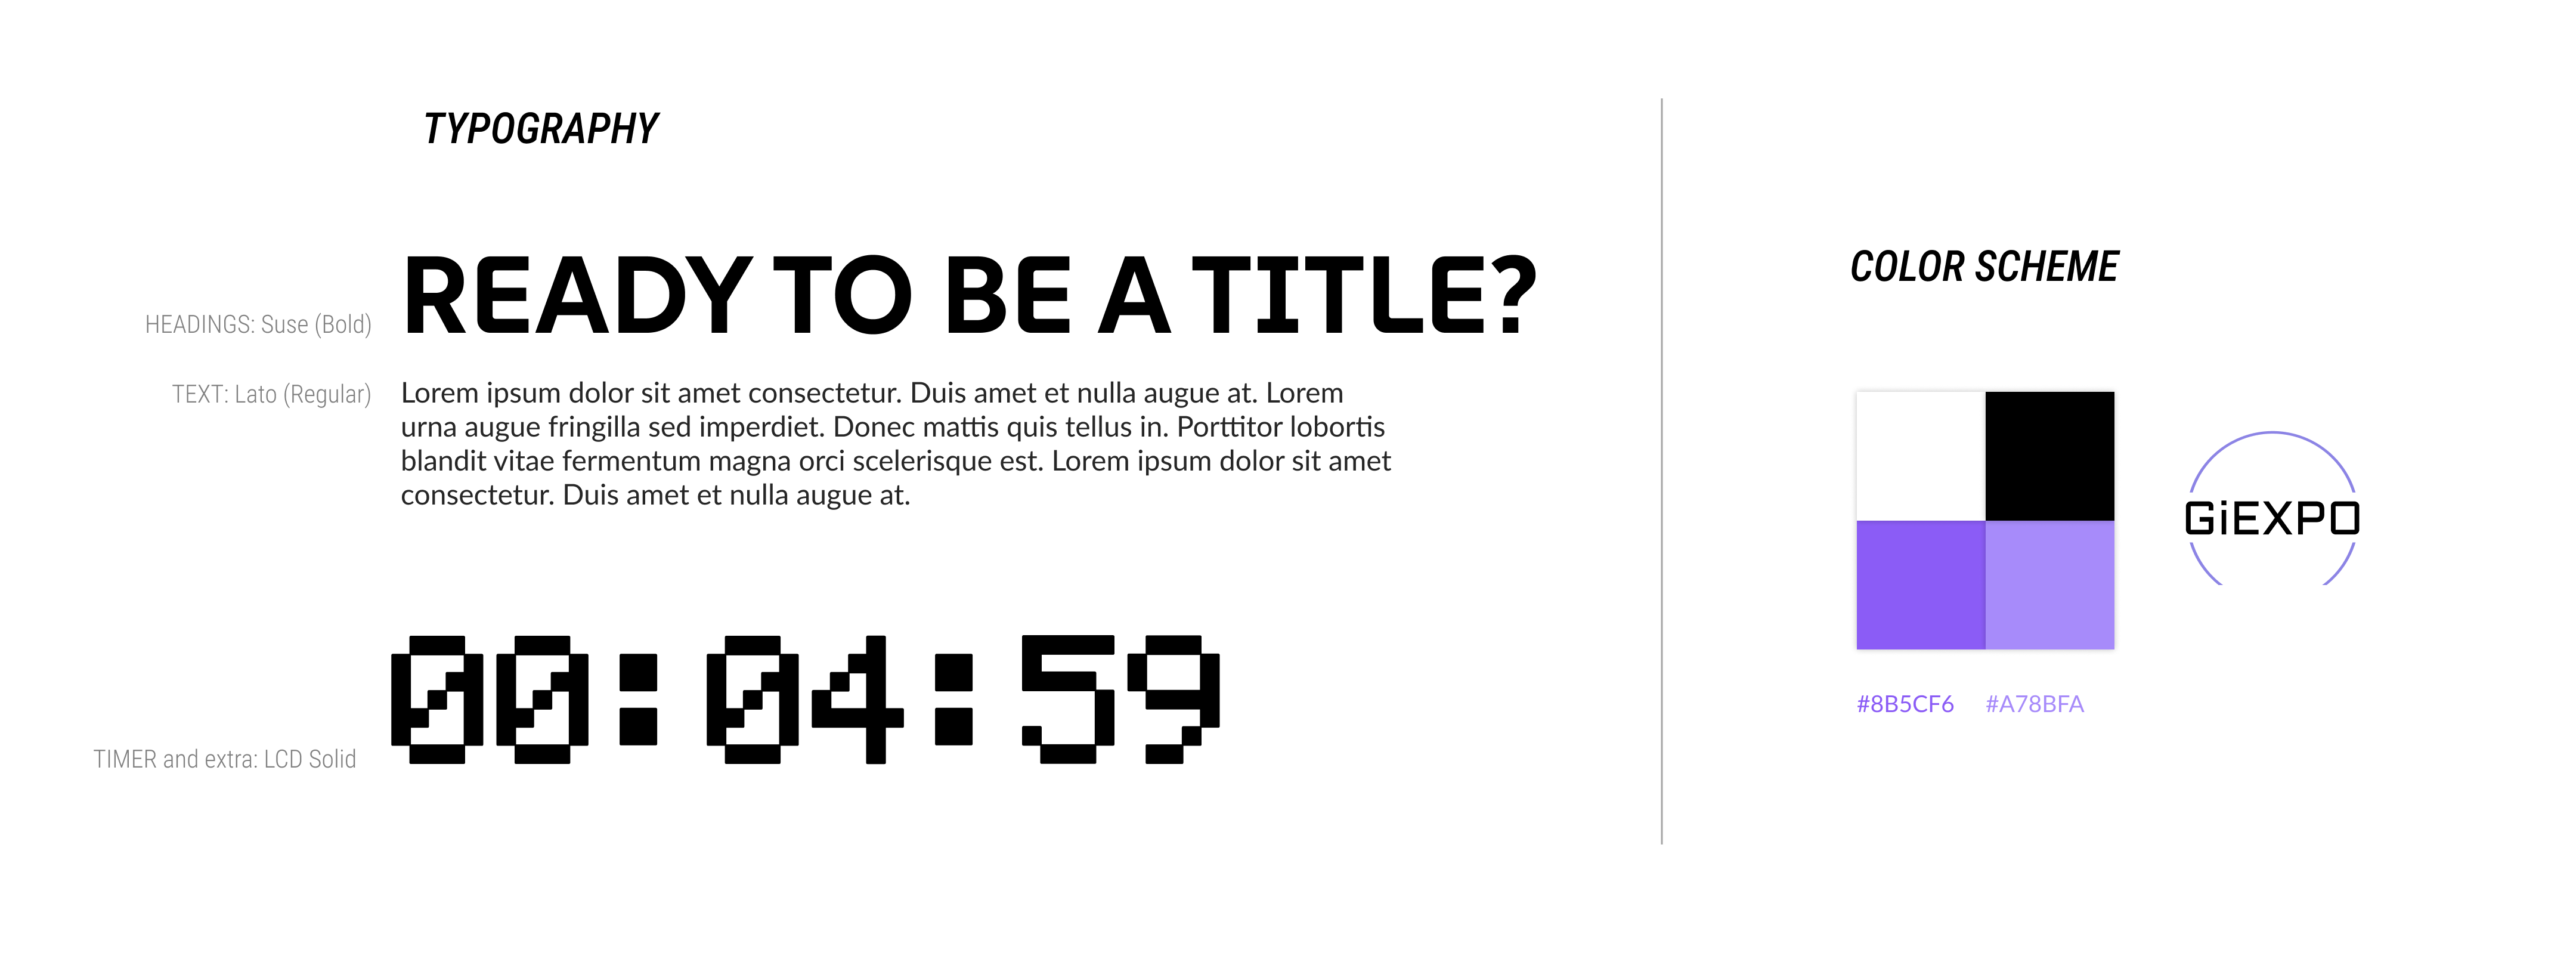 TYPOGRAPHY
HEADINGS: Suse (Bold)
READY TO BE A TITLE?
TEXT: Lato (Regular)
Lorem ipsum dolor sit amet consectetur. Duis amet et nulla augue at. Lorem
urna augue fringilla sed imperdiet. Donec mattis quis tellus in. Porttitor lobortis
blandit vitae fermentum magna orci scelerisque est. Lorem ipsum dolor sit amet
consectetur. Duis amet et nulla augue at.
TIMER and extra: LCD Solid
00:04:59
COLOR SCHEME
GiEXPO
#8B5CF6 #A78BFA